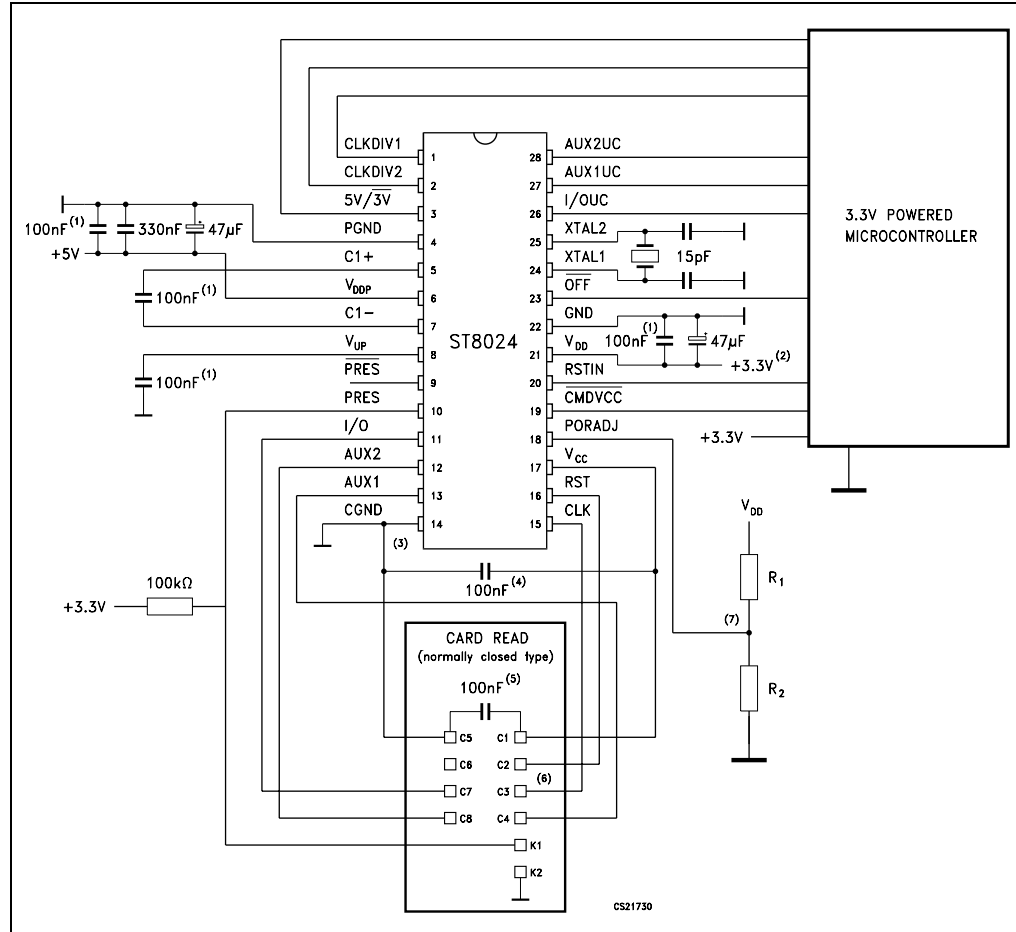 CLKDIV1
CLKDIV2
5V/3V
PGND
C1+
VDDP
C1-
VUP
PRES
PRES
I/O
AUX2
AUX1
CGND
1
2
3
4
5
6
7
8
9
10
11
12
13
14
ST8024
28
27
26
25
24
23
22
21
20
19
18
17
16
15
AUX2UC
AUX1UC
I/OUC
XTAL2
XTAL1
OFF
GND
VDD
RSTIN
CMDVCC
PORADJ
VCC
RST
CLK
3.3V POWERED
MICROCONTROLLER
100nF(1)
330nF
+
47µF
+5V
100nF(1)
100nF(1)
15pF
100nF(1)
+
47µF
+3.3V(2)
+3.3V
(3)
100nF(4)
100kΩ
+3.3V
VDD
R1
(7)
R2
CARD READ
(normally closed type)
100nF(5)
C5 C1
C6 C2
(6)
C7 C3
C8 C4
K1
K2
CS21730